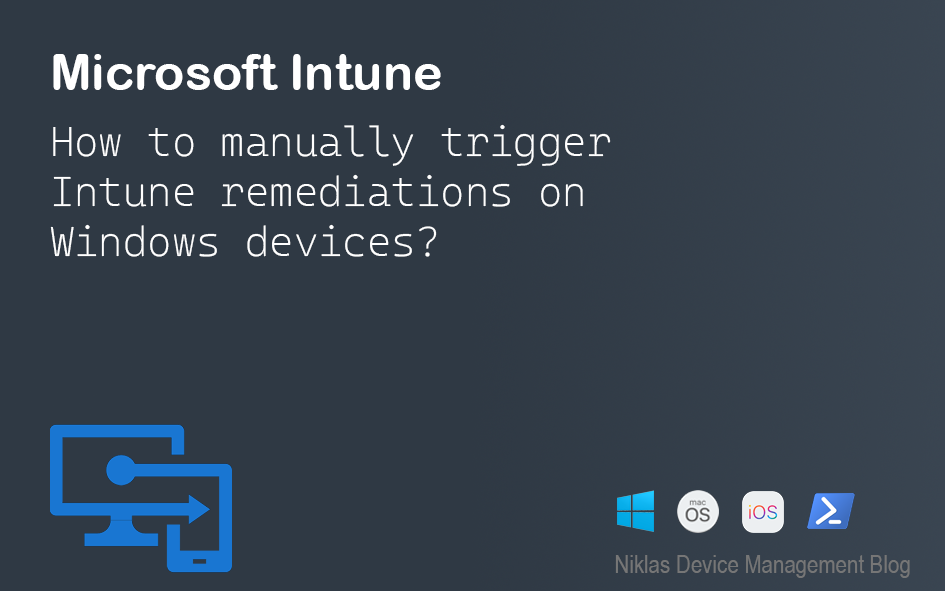 Microsoft Intune
How to manually trigger
Intune remediations on
Windows devices?
mac
OS
iOS
Niklas Device Management Blog